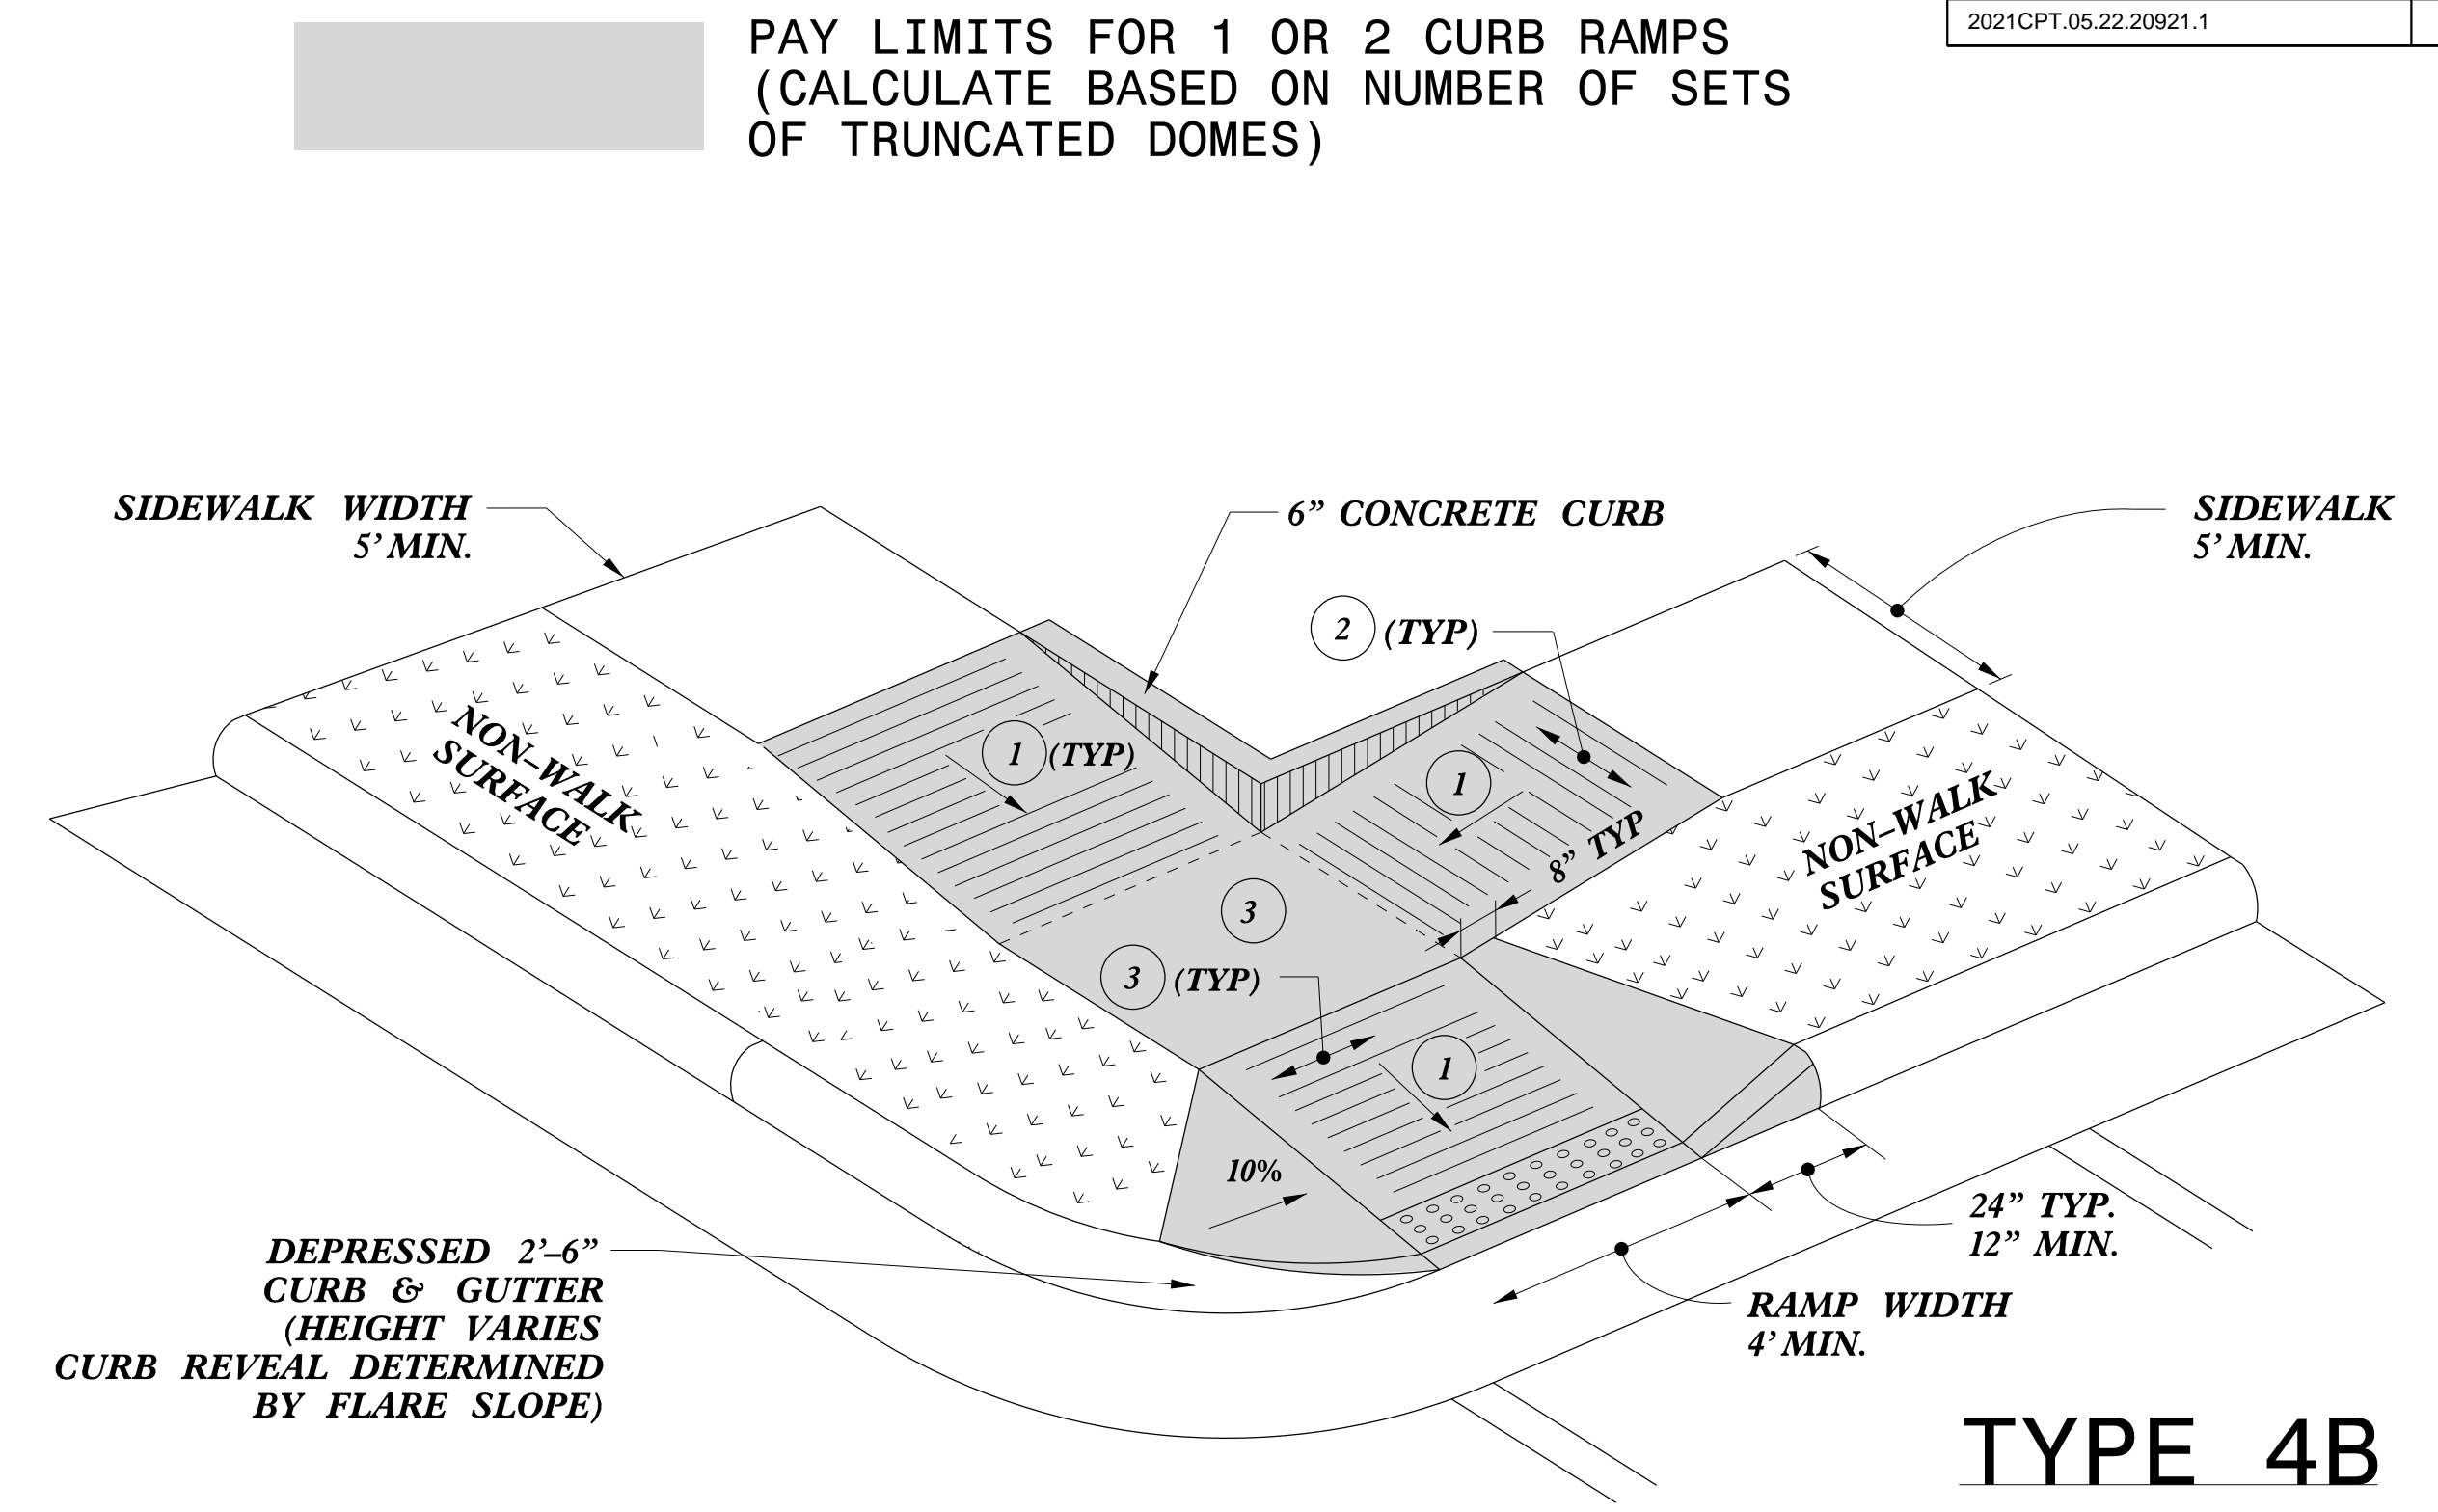 2021CPT.05.22.20921.1
PAY LIMITS FOR 1 OR 2 CURB RAMPS
(CALCULATE BASED ON NUMBER OF SETS
OF TRUNCATED DOMES)
SIDEWALK WIDTH
5' MIN.
6" CONCRETE CURB
SIDEWALK
5' MIN.
2 (TYP)
1 (TYP)
1
NON-WALK
SURFACE
8" TYP
NON-WALK
SURFACE
3
3 (TYP)
1
10%
24" TYP.
12" MIN.
DEPRESSED 2'-6"
CURB & GUTTER
(HEIGHT VARIES
CURB REVEAL DETERMINED
BY FLARE SLOPE)
RAMP WIDTH
4' MIN.
TYPE 4B